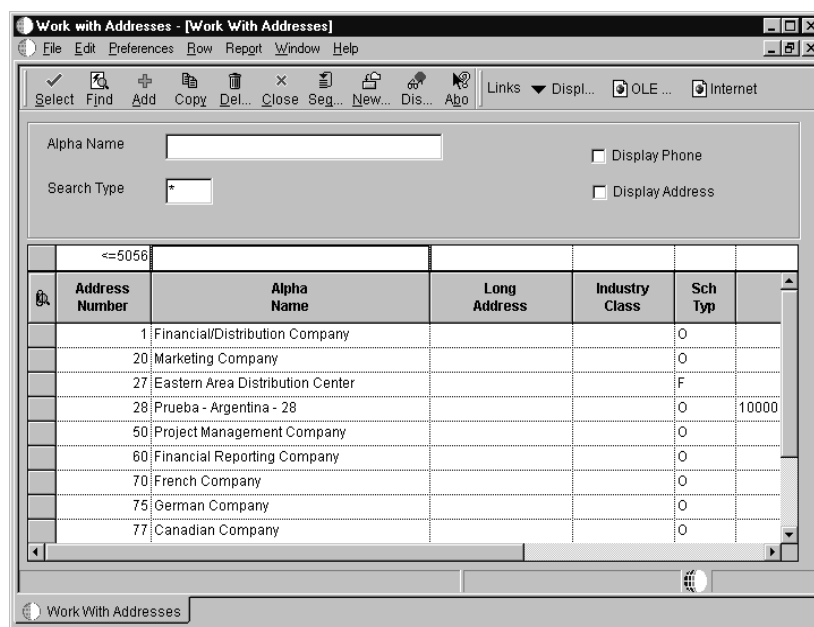 Work with Addresses - [Work With Addresses]
File Edit Preferences Row Report Window Help
Select Find Add Copy Del... Close Seq... New... Dis... Abo Links Displ... OLE ... Internet
Alpha Name Display Phone
Search Type * Display Address
<=5056
Address Number Alpha Name Long Address Industry Class Sch Typ
1 Financial/Distribution Company O
20 Marketing Company O
27 Eastern Area Distribution Center F
28 Prueba - Argentina - 28 O 10000
50 Project Management Company O
60 Financial Reporting Company O
70 French Company O
75 German Company O
77 Canadian Company O
Work With Addresses